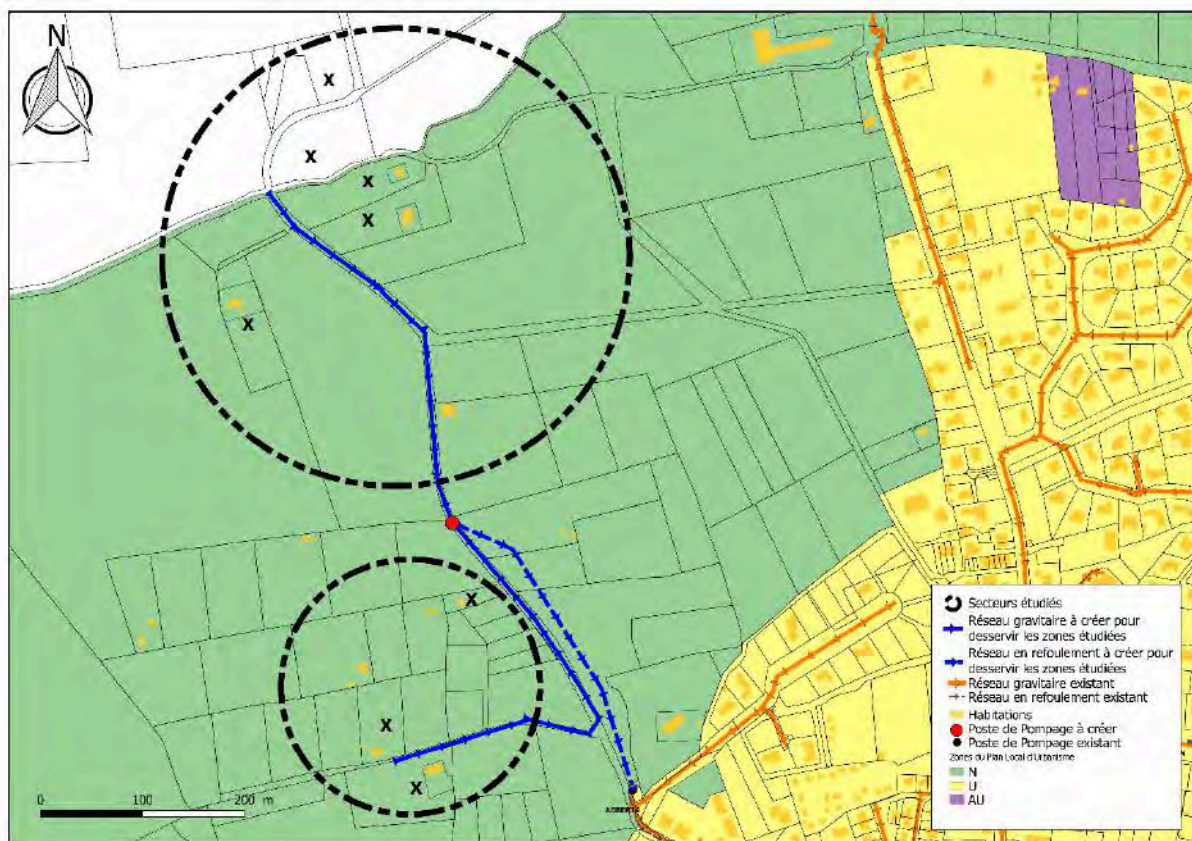 N
X
X
X
X
X
X
X
X
0 100 200 m
Secteurs étudiés
Réseau gravitaire à créer pour
desservir les zones étudiées
Réseau en refoulement à créer pour
desservir les zones étudiées
Réseau gravitaire existant
Réseau en refoulement existant
Habitations
Poste de Pompage à créer
Poste de Pompage existant
Zones du Plan Local d'Urbanisme
N
U
AU